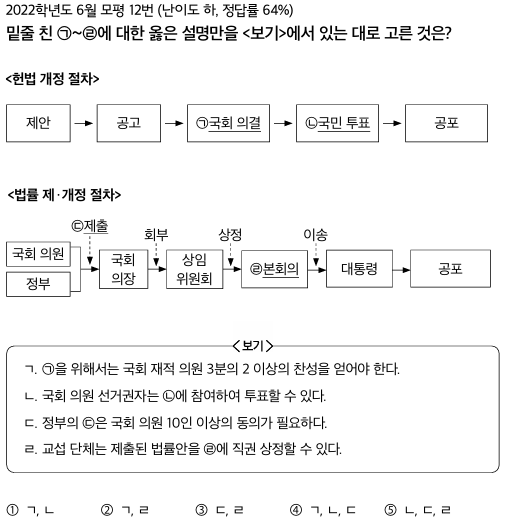 2022학년도 6월 모평 12번 (난이도 하, 정답률 64%)
밑줄 친 ㉠~㉣에 대한 옳은 설명만을 <보기>에서 있는 대로 고른 것은?
<헌법 개정 절차>
제안 공고 ㉠국회 의결 ㉡국민 투표 공포
<법률 제·개정 절차>
㉢제출 회부 상정 이송
국회 의원
정부
국회
의장
상임
위원회
㉣본회의 대통령 공포
<보기>
ㄱ. ㉠을 위해서는 국회 재적 의원 3분의 2 이상의 찬성을 얻어야 한다.
ㄴ. 국회 의원 선거권자는 ㉡에 참여하여 투표할 수 있다.
ㄷ. 정부의 ㉢은 국회 의원 10인 이상의 동의가 필요하다.
ㄹ. 교섭 단체는 제출된 법률안을 ㉣에 직권 상정할 수 있다.
① ㄱ, ㄴ ② ㄱ, ㄹ ③ ㄷ, ㄹ ④ ㄱ, ㄴ, ㄷ ⑤ ㄴ, ㄷ, ㄹ